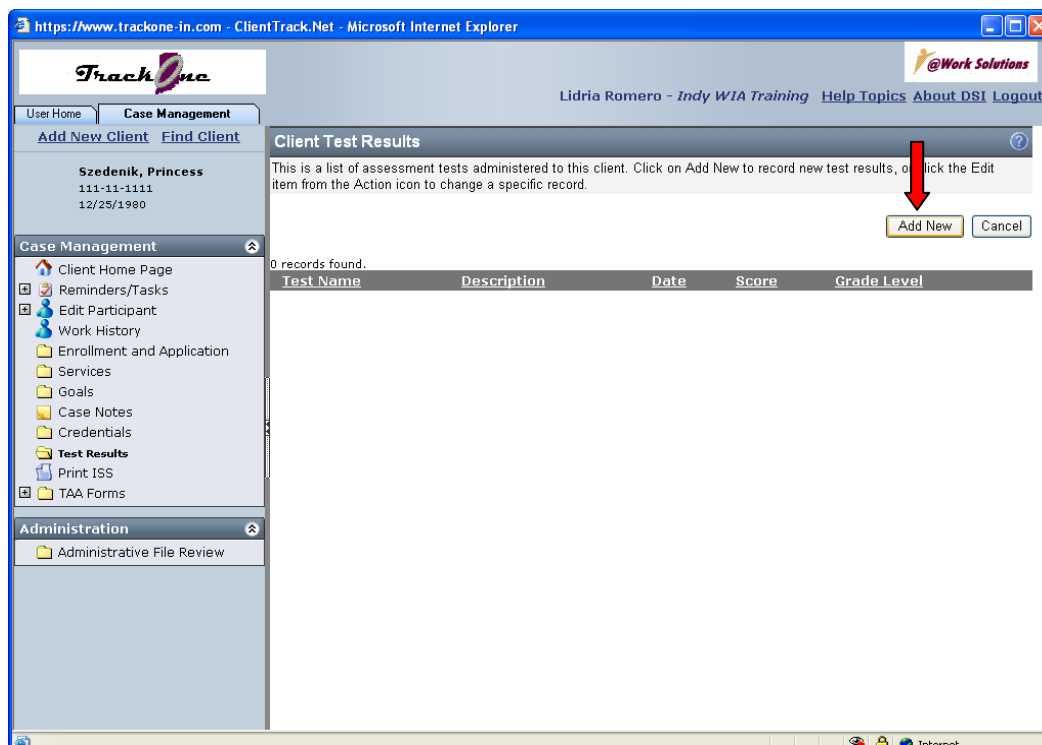 https://www.trackone-in.com - ClientTrack.Net - Microsoft Internet Explorer
TrackOne
@Work Solutions
Lidria Romero - Indy WIA Training Help Topics About DSI Logout
User Home Case Management
Add New Client Find Client
Szedenik, Princess
111-11-1111
12/25/1980
Case Management
Client Home Page
Reminders/Tasks
Edit Participant
Work History
Enrollment and Application
Services
Goals
Case Notes
Credentials
Test Results
Print ISS
TAA Forms
Administration
Administrative File Review
Client Test Results
This is a list of assessment tests administered to this client. Click on Add New to record new test results, or click the Edit
item from the Action icon to change a specific record.
Add New Cancel
0 records found.
Test Name Description Date Score Grade Level
Internet